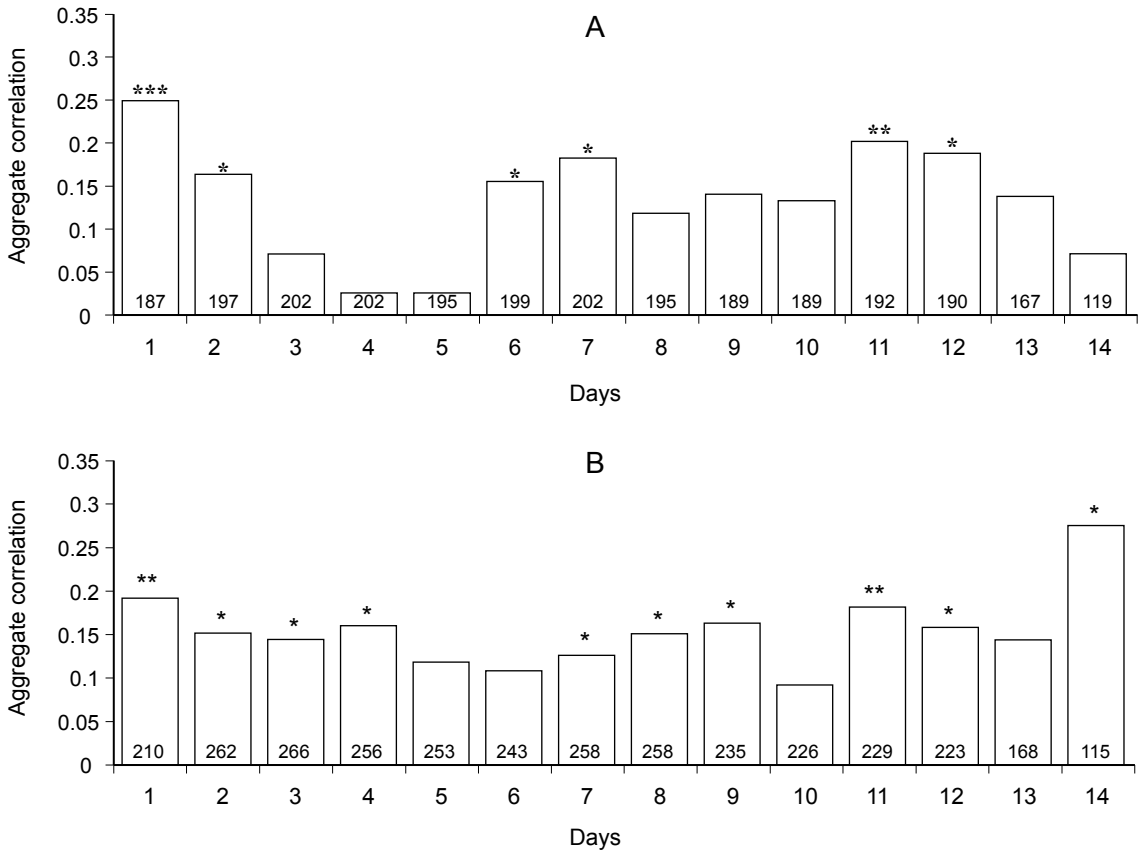 A
Aggregate correlation
0.35
0.3
0.25
0.2
0.15
0.1
0.05
0
*** * * * ** *
187 197 202 202 195 199 202 195 189 189 192 190 167 119
1 2 3 4 5 6 7 8 9 10 11 12 13 14
Days
B
Aggregate correlation
0.35
0.3
0.25
0.2
0.15
0.1
0.05
0
** * * * * * * ** * *
210 262 266 256 253 243 258 258 235 226 229 223 168 115
1 2 3 4 5 6 7 8 9 10 11 12 13 14
Days